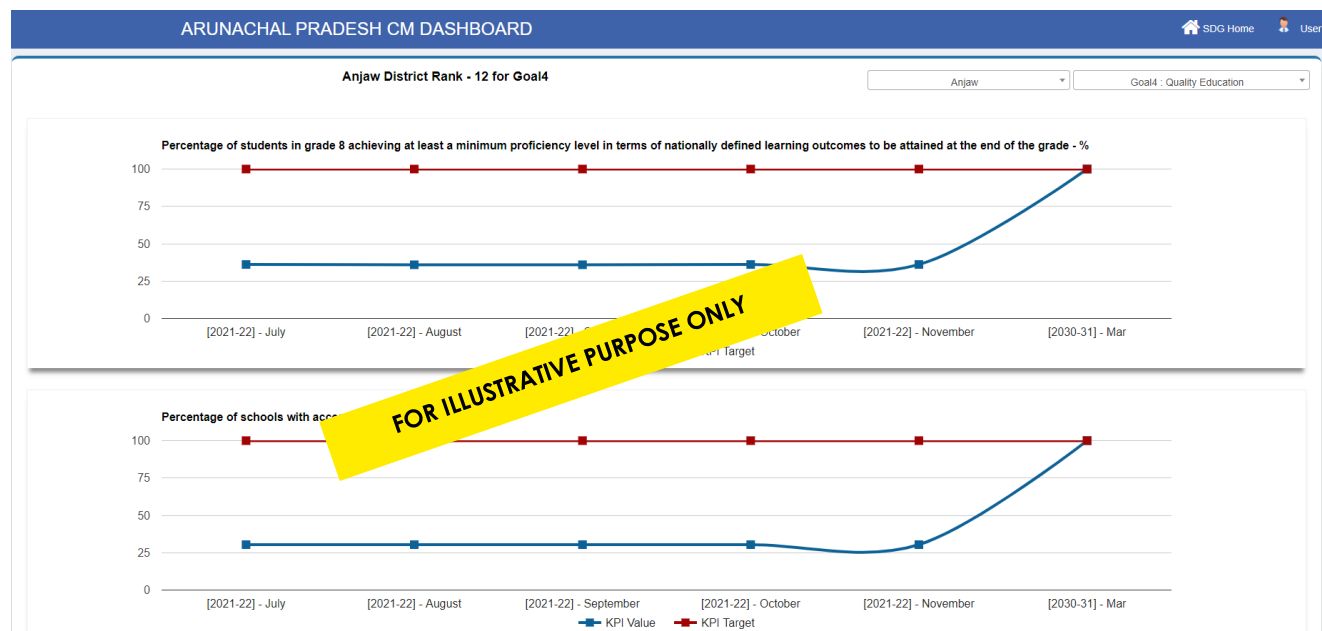 ARUNACHAL PRADESH CM DASHBOARD
SDG Home
User
Anjaw District Rank - 12 for Goal4
Anjaw
Goal4 : Quality Education
Percentage of students in grade 8 achieving at least a minimum proficiency level in terms of nationally defined learning outcomes to be attained at the end of the grade - %
100
75
50
25
0
[2021-22] - July
[2021-22] - August
[2021-22]
October
[2021-22] - November
[2030-31] - Mar
KPI Target
FOR ILLUSTRATIVE PURPOSE ONLY
Percentage of schools with
100
75
50
25
0
[2021-22] - July
[2021-22] - August
[2021-22] - September
[2021-22] - October
[2021-22] - November
[2030-31] - Mar
KPI Value
KPI Target